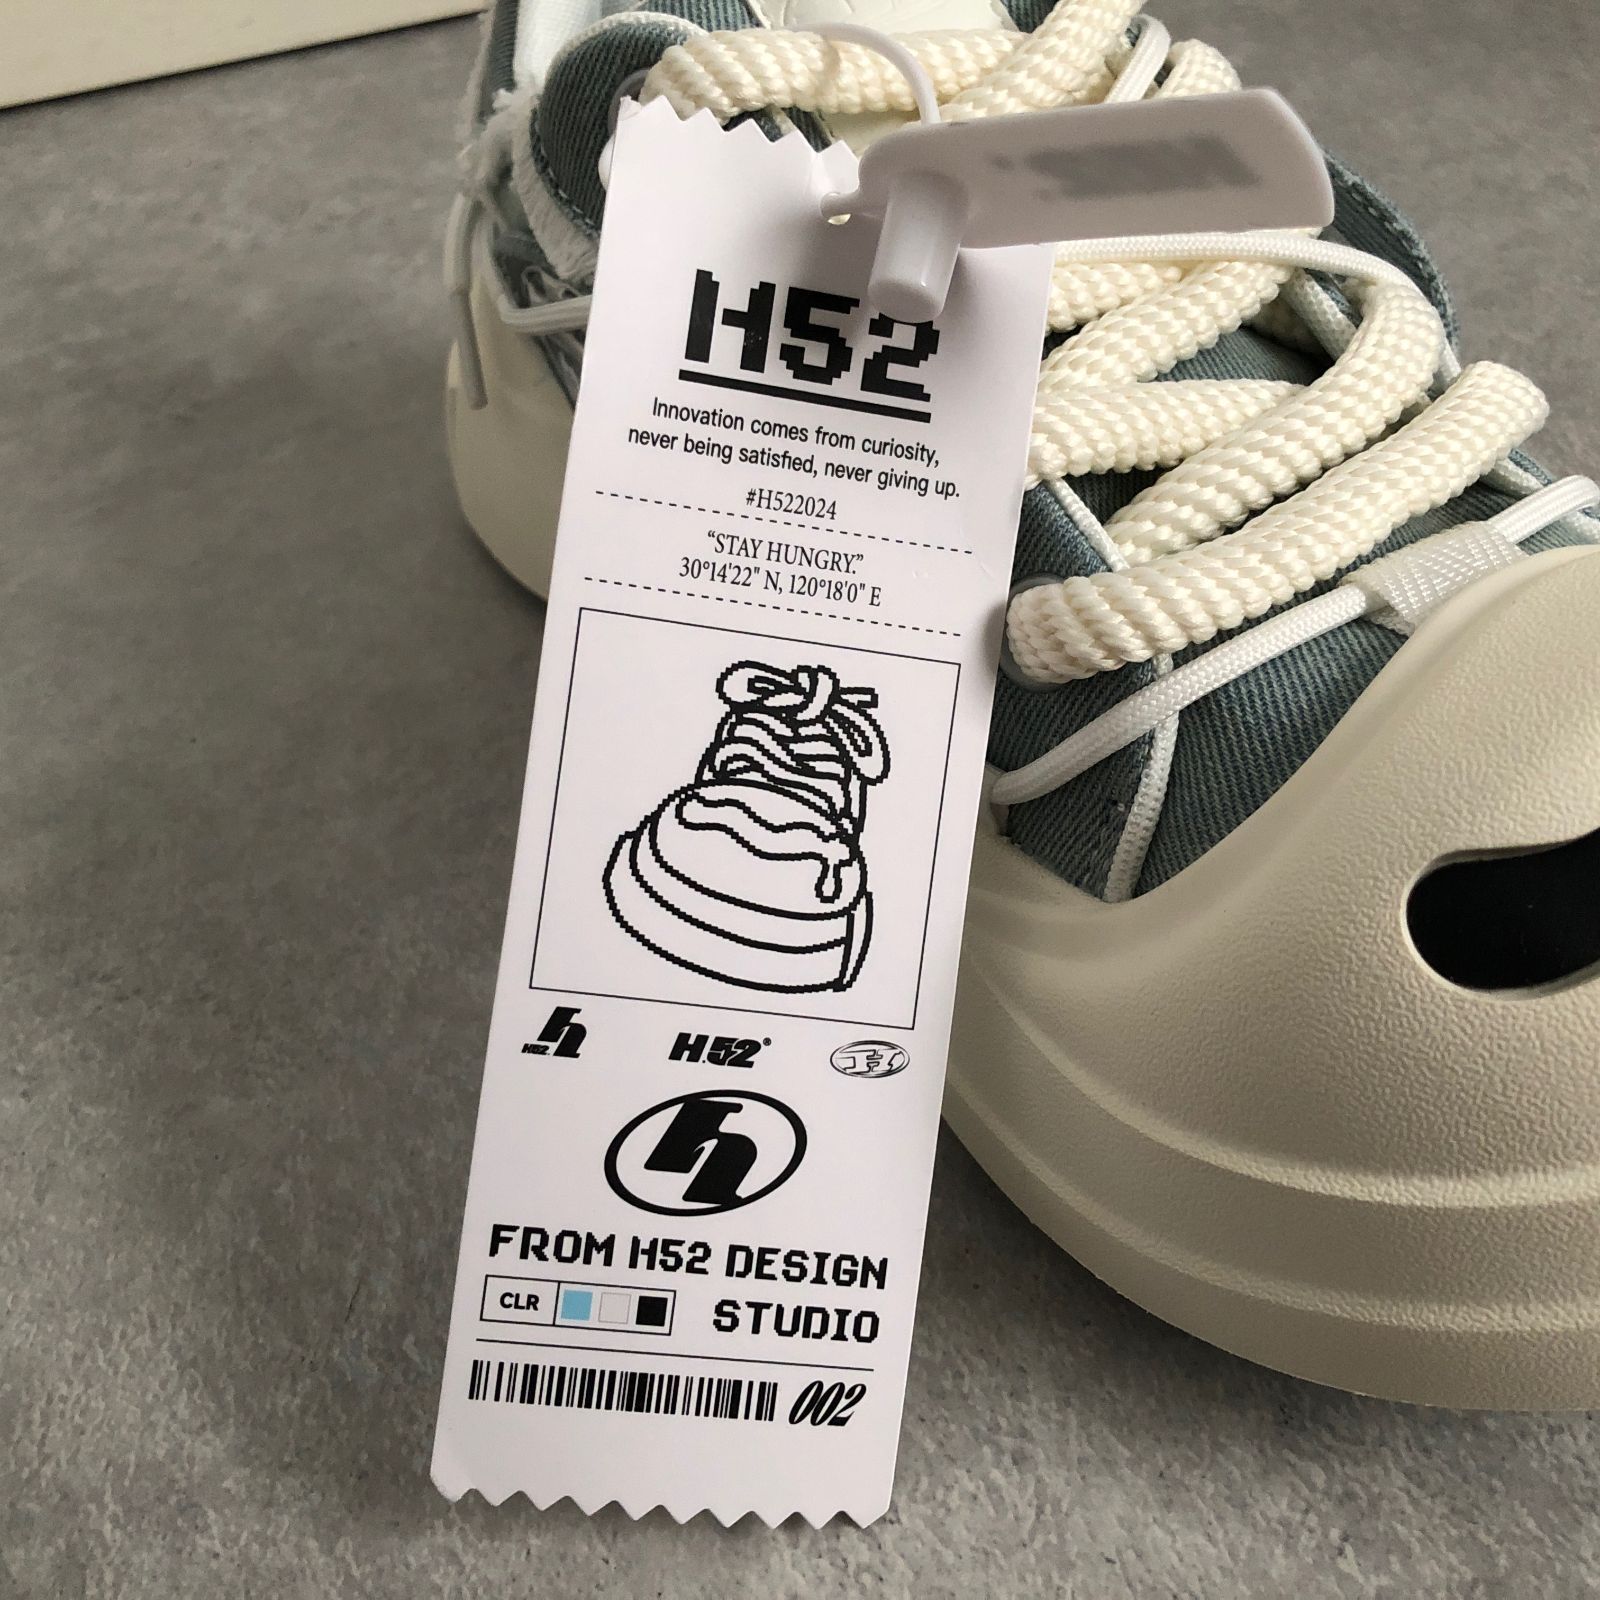 H52
Innovation comes from curiosity,
never being satisfied, never giving up.
#H522024
“STAY HUNGRY.”
30°14'22" N, 120°18'0" E
h
H52.
H.52®
H
h
FROM H52 DESIGN
STUDIO
CLR
002